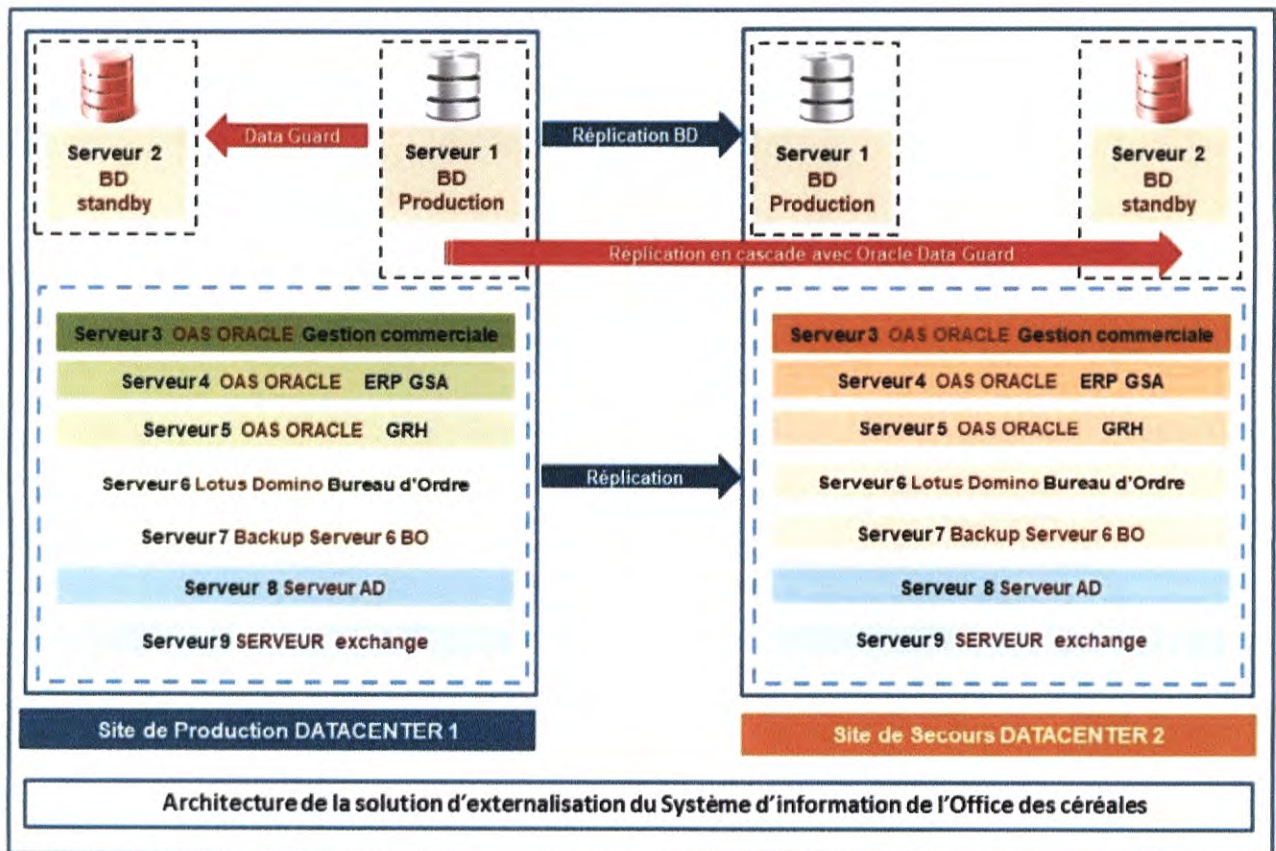 Data Guard
Réplication BD
Serveur 2
BD
standby
Serveur 1
BD
Production
Serveur 1
BD
Production
Serveur 2
BD
standby
Réplication en cascade avec Oracle Data Guard
Serveur 3 OAS ORACLE Gestion commerciale
Serveur 4 OAS ORACLE ERP GSA
Serveur 5 OAS ORACLE GRH
Serveur 6 Lotus Domino Bureau d'Ordre
Serveur 7 Backup Serveur 6 BO
Serveur 8 Serveur AD
Serveur 9 SERVEUR exchange
Réplication
Serveur 3 OAS ORACLE Gestion commerciale
Serveur 4 OAS ORACLE ERP GSA
Serveur 5 OAS ORACLE GRH
Serveur 6 Lotus Domino Bureau d'Ordre
Serveur 7 Backup Serveur 6 BO
Serveur 8 Serveur AD
Serveur 9 SERVEUR exchange
Site de Production DATACENTER 1
Site de Secours DATACENTER 2
Architecture de la solution d'externalisation du Système d'information de l'Office des céréales